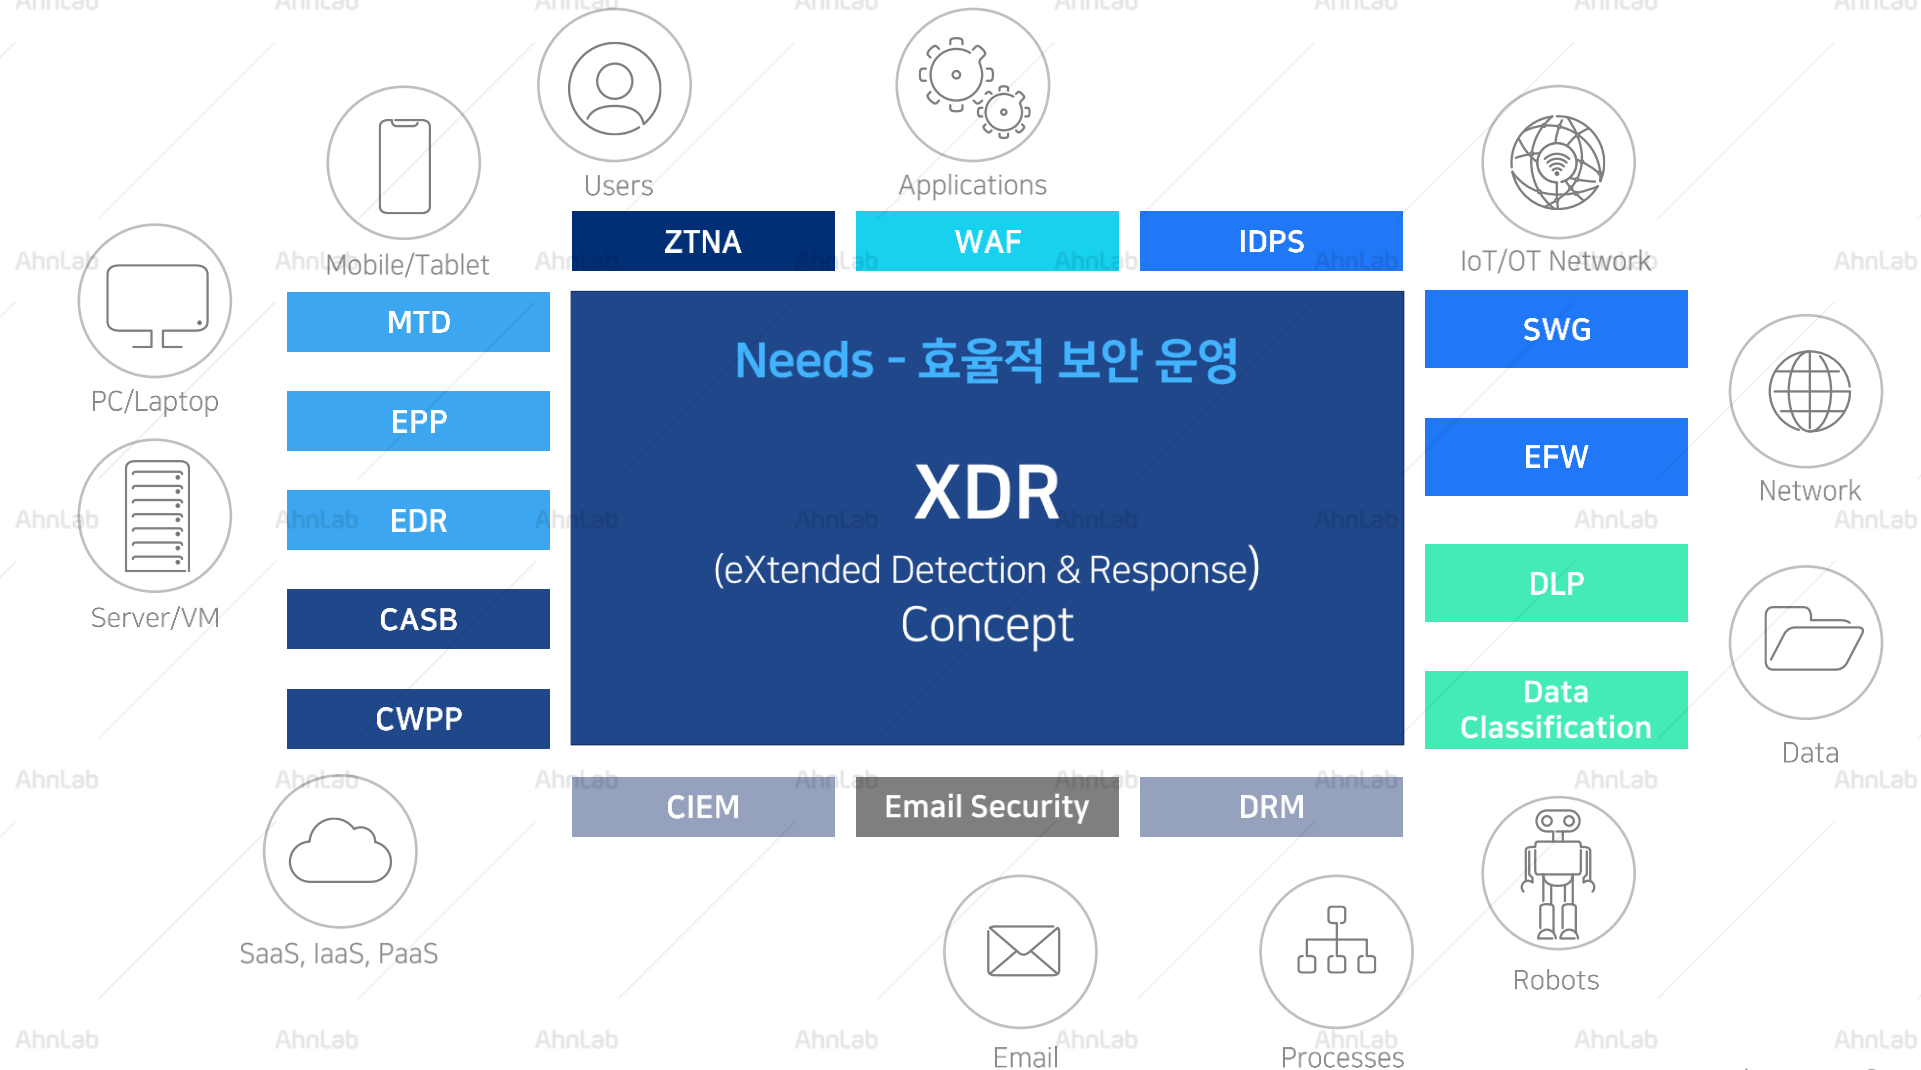 Users
Applications
Mobile/Tablet
IoT/OT Network
PC/Laptop
Network
Server/VM
Data
SaaS, IaaS, PaaS
Robots
Email
Processes
ZTNA
WAF
IDPS
MTD
EPP
EDR
CASB
CWPP
SWG
EFW
DLP
Data
Classification
CIEM
Email Security
DRM
Needs - 효율적 보안 운영
XDR
(eXtended Detection & Response)
Concept
AhnLab